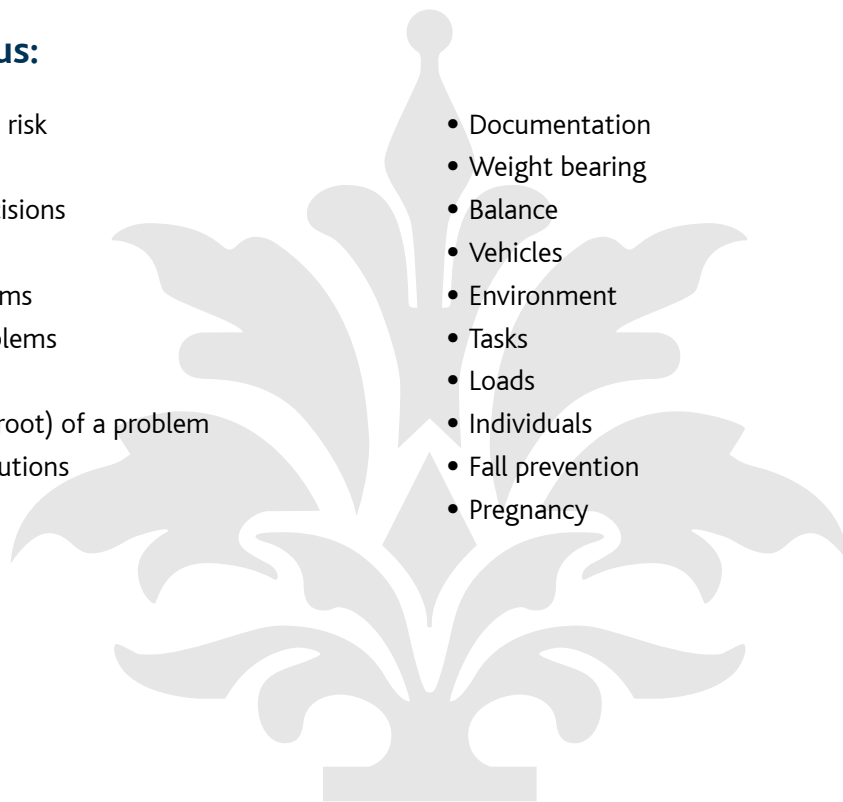 us:
risk
isions
ms
lems
root) of a problem
utions
• Documentation
• Weight bearing
• Balance
• Vehicles
• Environment
• Tasks
• Loads
• Individuals
• Fall prevention
• Pregnancy